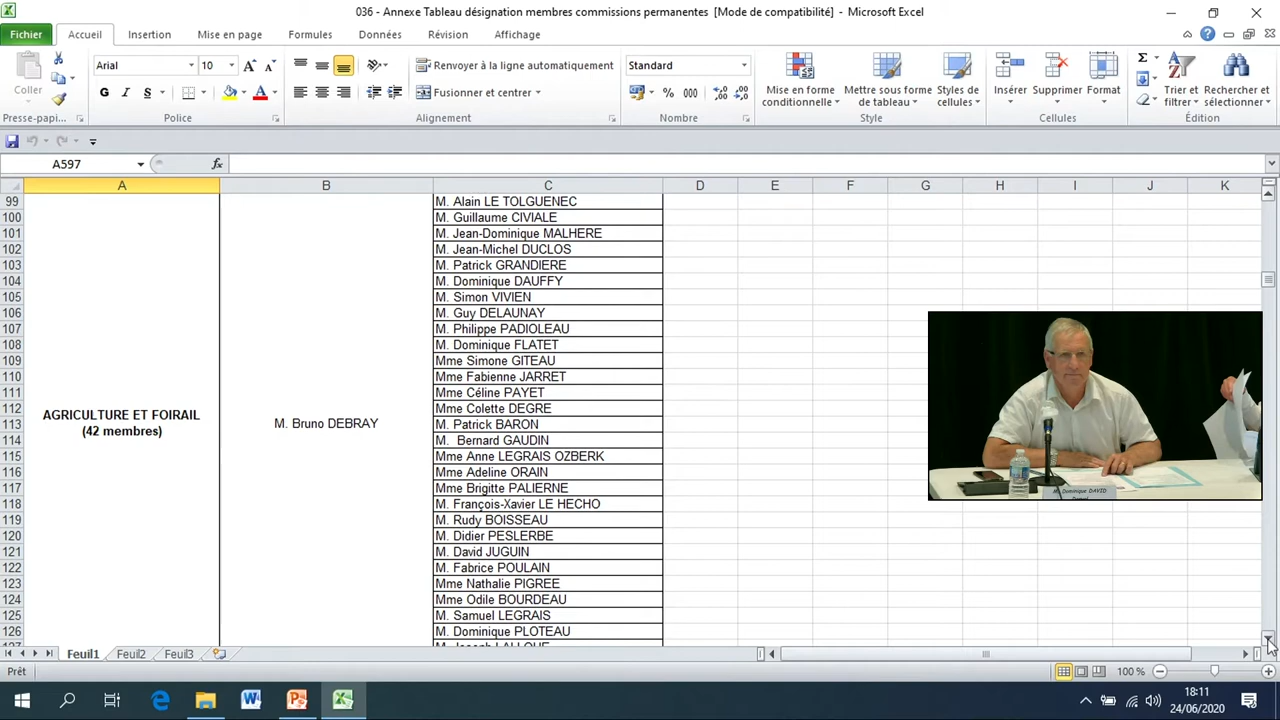 036 - Annexe Tableau désignation membres commissions permanentes [Mode de compatibilité] - Microsoft Excel
Fichier Accueil Insertion Mise en page Formules Données Révision Affichage
Coller
Arial 10
Renvoyer à la ligne automatiquement
Standard
G I S
Fusionner et centrer
% 000
Mise en forme conditionnelle
Mettre sous forme de tableau
Styles de cellules
Insérer Supprimer Format
Trier et filtrer
Rechercher et sélectionner
Presse-papi... Police Alignement Nombre Style Cellules Édition
A597 fx
A B C D E F G H I J K
99 M. Alain LE TOLGUENEC
100 M. Guillaume CIVIALE
101 M. Jean-Dominique MALHERE
102 M. Jean-Michel DUCLOS
103 M. Patrick GRANDIERE
104 M. Dominique DAUFFY
105 M. Simon VIVIEN
106 M. Guy DELAUNAY
107 M. Philippe PADIOLEAU
108 M. Dominique FLATET
109 Mme Simone GITEAU
110 Mme Fabienne JARRET
111 Mme Céline PAYET
112 Mme Colette DEGRE
AGRICULTURE ET FOIRAIL
(42 membres)
M. Bruno DEBRAY
113 M. Patrick BARON
114 M. Bernard GAUDIN
115 Mme Anne LEGRAIS OZBERK
116 Mme Adeline ORAIN
117 Mme Brigitte PALIERNE
118 M. François-Xavier LE HECHO
119 M. Rudy BOISSEAU
120 M. Didier PESLERBE
121 M. David JUGUIN
122 M. Fabrice POULAIN
123 Mme Nathalie PIGREE
124 Mme Odile BOURDEAU
125 M. Samuel LEGRAIS
126 M. Dominique PLOTEAU
M. Dominique DAVID
Feuil1 Feuil2 Feuil3
Prêt 100 %
18:11
24/06/2020